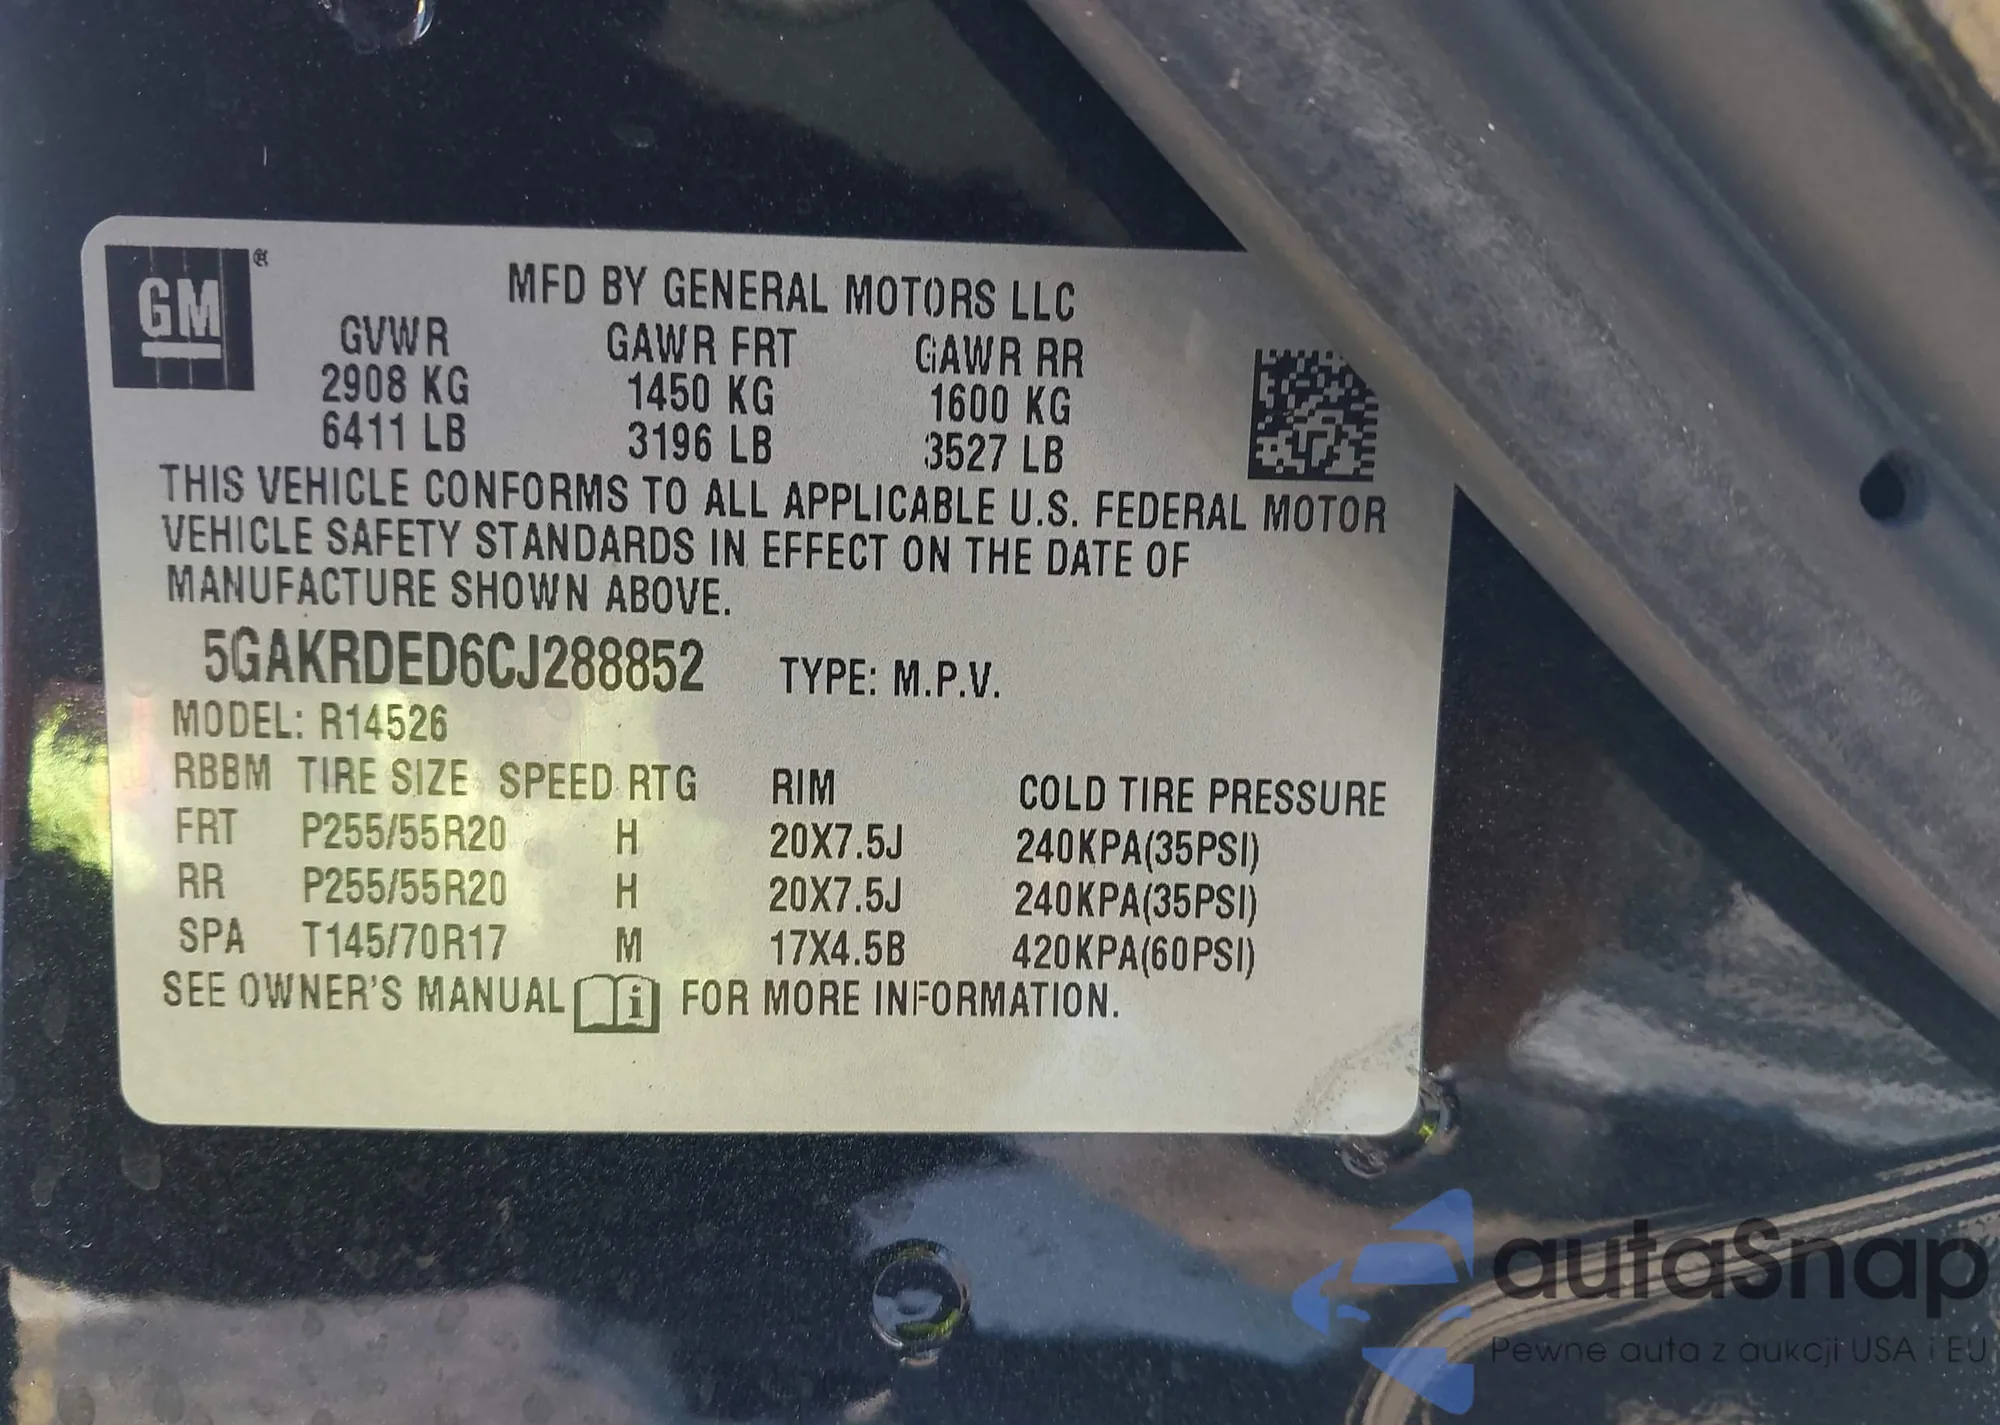 GM®
MFD BY GENERAL MOTORS LLC
GVWR GAWR FRT GAWR RR
2908 KG 1450 KG 1600 KG
6411 LB 3196 LB 3527 LB
THIS VEHICLE CONFORMS TO ALL APPLICABLE U.S. FEDERAL MOTOR
VEHICLE SAFETY STANDARDS IN EFFECT ON THE DATE OF
MANUFACTURE SHOWN ABOVE.
5GAKRDED6CJ288852 TYPE: M.P.V.
MODEL: R14526
RBBM TIRE SIZE SPEED RTG RIM COLD TIRE PRESSURE
FRT P255/55R20 H 20X7.5J 240KPA(35PSI)
RR P255/55R20 H 20X7.5J 240KPA(35PSI)
SPA T145/70R17 M 17X4.5B 420KPA(60PSI)
SEE OWNER'S MANUAL i FOR MORE INFORMATION.
autaSnap
Pewne auta z aukcji USA i EU